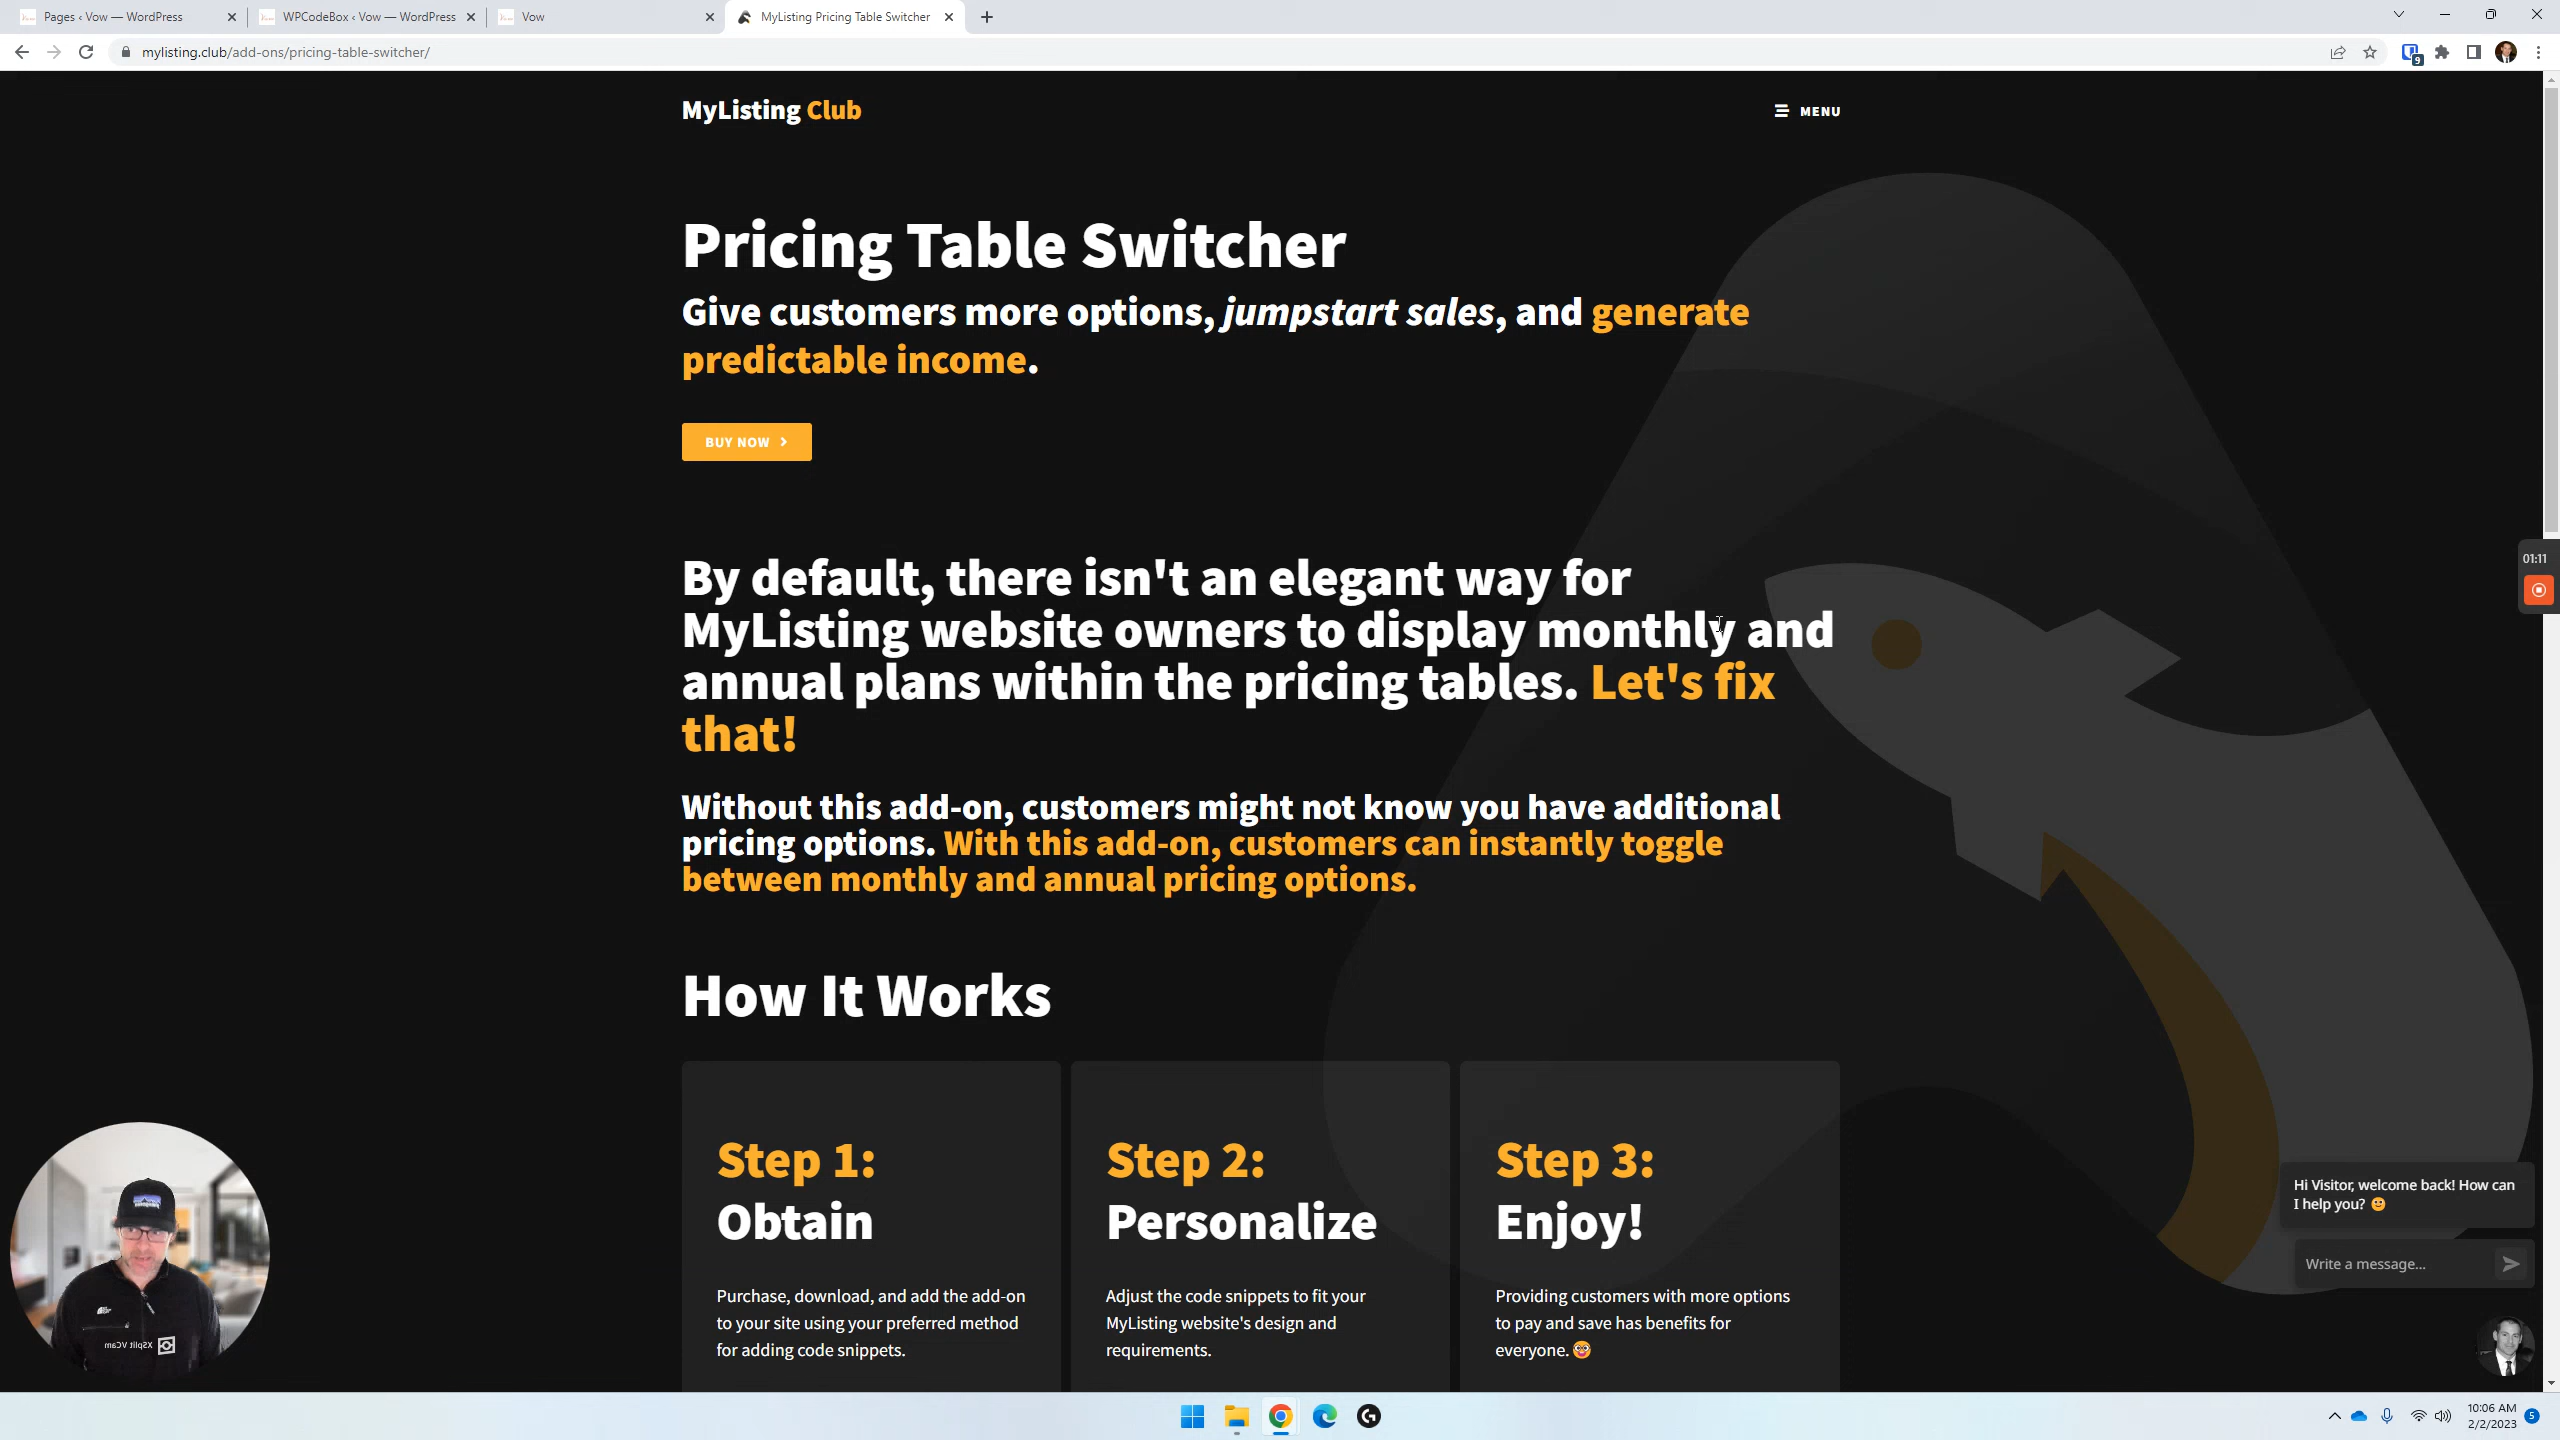 Pages ‹ Vow — WordPress
WPCodeBox ‹ Vow — WordPress
Vow
MyListing Pricing Table Switcher
mylisting.club/add-ons/pricing-table-switcher/
9
MyListing Club
MENU
Pricing Table Switcher
Give customers more options, jumpstart sales, and generate
predictable income.
BUY NOW
By default, there isn't an elegant way for
MyListing website owners to display monthly and
annual plans within the pricing tables. Let's fix
that!
01:11
Without this add-on, customers might not know you have additional
pricing options. With this add-on, customers can instantly toggle
between monthly and annual pricing options.
How It Works
Step 1:
Obtain
Purchase, download, and add the add-on
to your site using your preferred method
for adding code snippets.
Step 2:
Personalize
Adjust the code snippets to fit your
MyListing website's design and
requirements.
Step 3:
Enjoy!
Providing customers with more options
to pay and save has benefits for
everyone. 🤓
Hi Visitor, welcome back! How can
I help you? 🙂
Write a message...
XSplit VCam
10:06 AM
2/2/2023
5